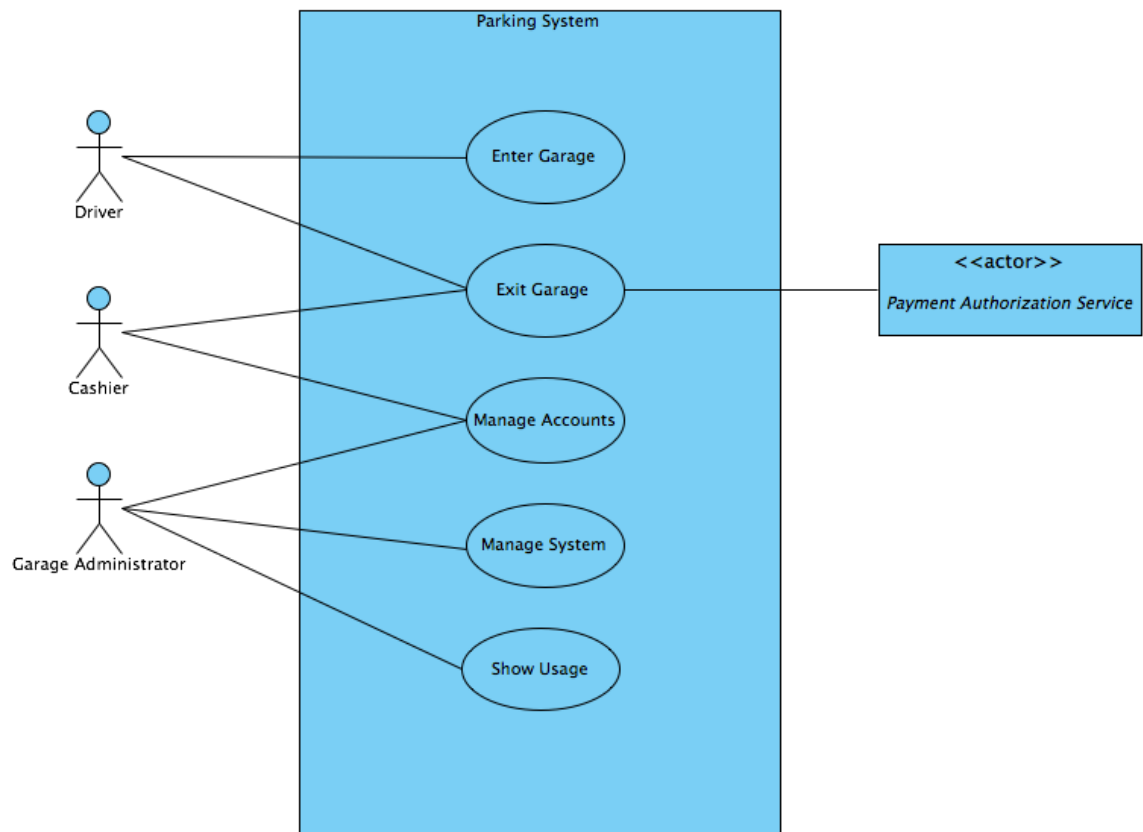 Parking System
Enter Garage
Driver
<<actor>>
Exit Garage
Payment Authorization Service
Cashier
Manage Accounts
Manage System
Garage Administrator
Show Usage